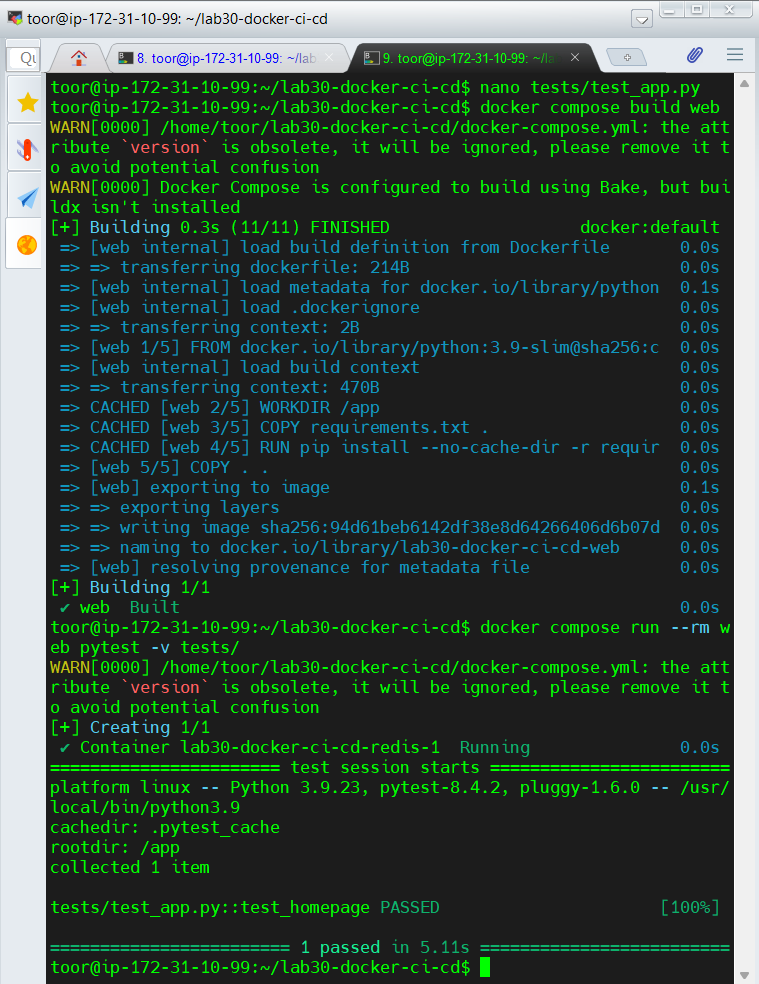 toor@ip-172-31-10-99: ~/lab30-docker-ci-cd
Qu
8. toor@ip-172-31-10-99: ~/lab
9. toor@ip-172-31-10-99: ~/la
toor@ip-172-31-10-99:~/lab30-docker-ci-cd$ nano tests/test_app.py
toor@ip-172-31-10-99:~/lab30-docker-ci-cd$ docker compose build web
WARN[0000] /home/toor/lab30-docker-ci-cd/docker-compose.yml: the att
ribute `version` is obsolete, it will be ignored, please remove it t
o avoid potential confusion
WARN[0000] Docker Compose is configured to build using Bake, but bui
ldx isn't installed
[+] Building 0.3s (11/11) FINISHED docker:default
=> [web internal] load build definition from Dockerfile 0.0s
=> => transferring dockerfile: 214B 0.0s
=> [web internal] load metadata for docker.io/library/python 0.1s
=> [web internal] load .dockerignore 0.0s
=> => transferring context: 2B 0.0s
=> [web 1/5] FROM docker.io/library/python:3.9-slim@sha256:c 0.0s
=> [web internal] load build context 0.0s
=> => transferring context: 470B 0.0s
=> CACHED [web 2/5] WORKDIR /app 0.0s
=> CACHED [web 3/5] COPY requirements.txt . 0.0s
=> CACHED [web 4/5] RUN pip install --no-cache-dir -r requir 0.0s
=> [web 5/5] COPY . . 0.0s
=> [web] exporting to image 0.1s
=> => exporting layers 0.0s
=> => writing image sha256:94d61beb6142df38e8d64266406d6b07d 0.0s
=> => naming to docker.io/library/lab30-docker-ci-cd-web 0.0s
=> [web] resolving provenance for metadata file 0.0s
[+] Building 1/1
✔ web Built 0.0s
toor@ip-172-31-10-99:~/lab30-docker-ci-cd$ docker compose run --rm w
eb pytest -v tests/
WARN[0000] /home/toor/lab30-docker-ci-cd/docker-compose.yml: the att
ribute `version` is obsolete, it will be ignored, please remove it t
o avoid potential confusion
[+] Creating 1/1
✔ Container lab30-docker-ci-cd-redis-1 Running 0.0s
======================= test session starts ========================
platform linux -- Python 3.9.23, pytest-8.4.2, pluggy-1.6.0 -- /usr/
local/bin/python3.9
cachedir: .pytest_cache
rootdir: /app
collected 1 item
tests/test_app.py::test_homepage PASSED [100%]
======================== 1 passed in 5.11s =========================
toor@ip-172-31-10-99:~/lab30-docker-ci-cd$